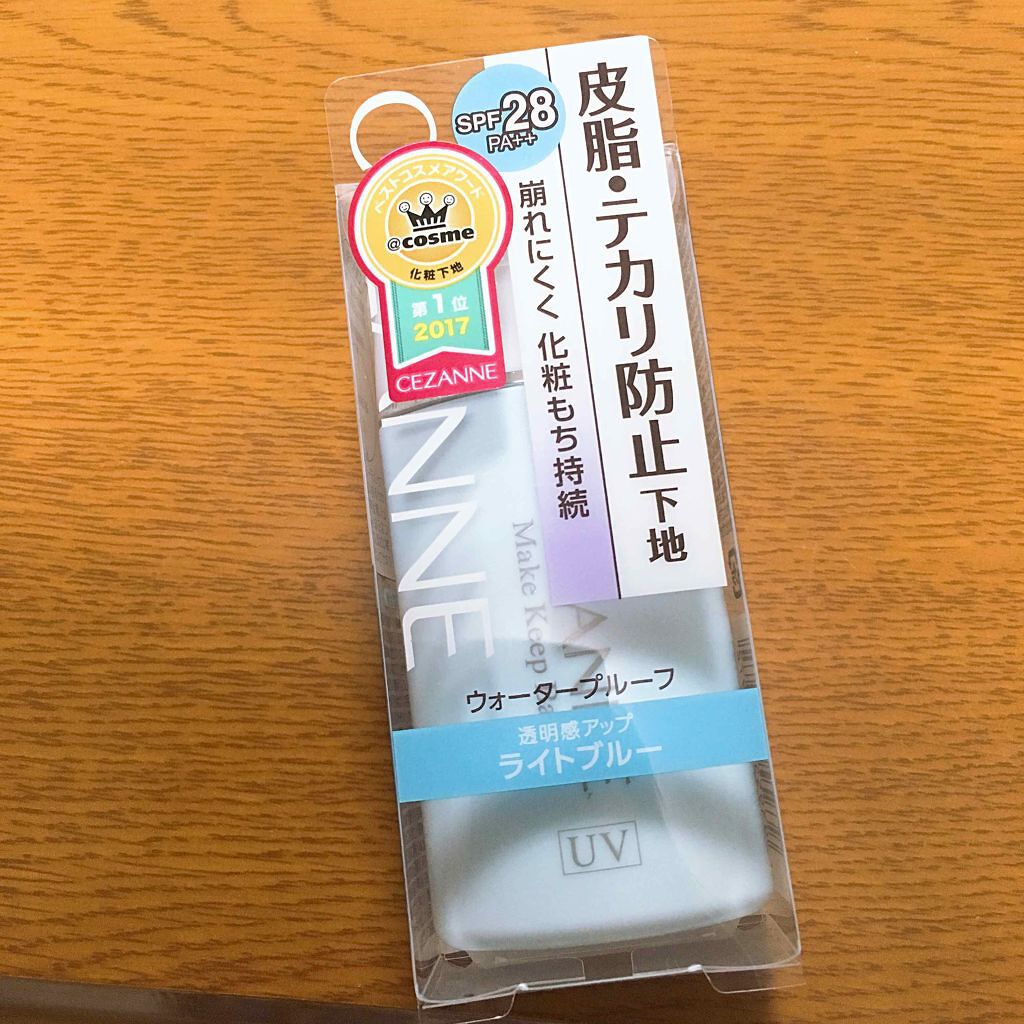 皮脂・テカリ防止下地
崩れにくく 化粧もち持続
SPF28
PA++
ベストコスメアワード
@cosme
化粧下地
第1位
2017
CEZANNE
ANNE
Make Keep Ba
ウォータープルーフ
透明感アップ
ライトブルー
UV